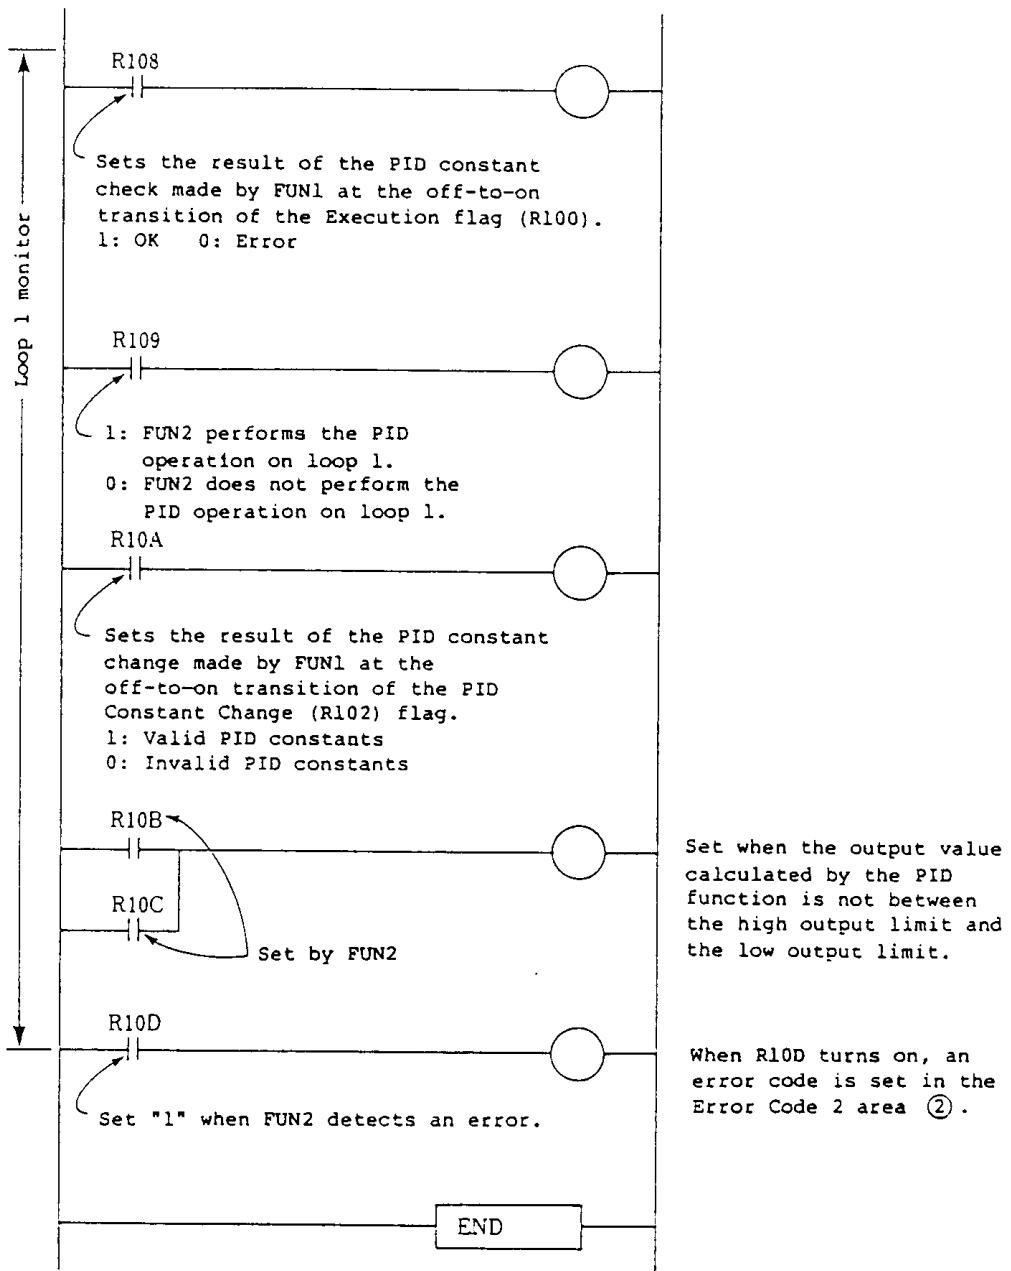 R108
Sets the result of the PID constant
check made by FUN1 at the off-to-on
transition of the Execution flag (R100).
1: OK 0: Error
Loop 1 monitor
R109
1: FUN2 performs the PID
operation on loop 1.
0: FUN2 does not perform the
PID operation on loop 1.
R10A
Sets the result of the PID constant
change made by FUN1 at the
off-to-on transition of the PID
Constant Change (R102) flag.
1: Valid PID constants
0: Invalid PID constants
R10B
R10C
Set by FUN2
Set when the output value
calculated by the PID
function is not between
the high output limit and
the low output limit.
R10D
Set "1" when FUN2 detects an error.
When R10D turns on, an
error code is set in the
Error Code 2 area ②.
END